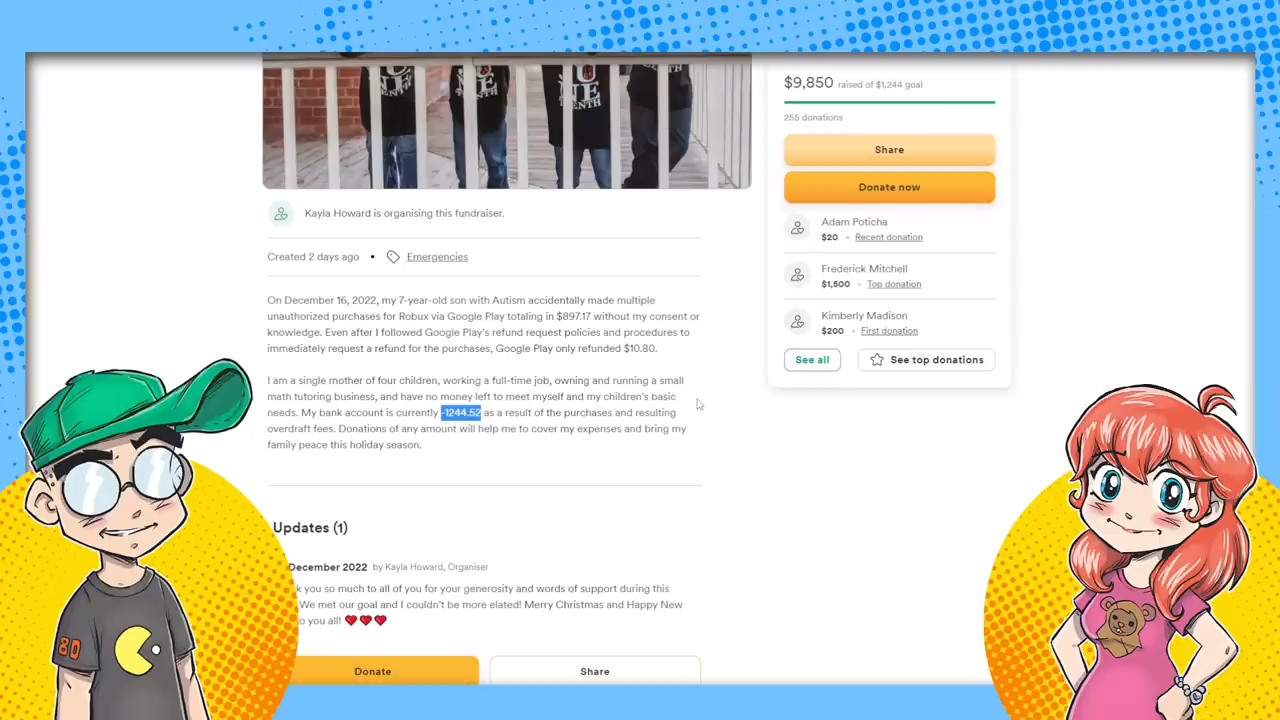 ONE
TENTH
NE
TENTH
$9,850 raised of $1,244 goal
255 donations
Share
Donate now
Adam Poticha
$20 • Recent donation
Frederick Mitchell
$1,500 • Top donation
Kimberly Madison
$200 • First donation
See all
See top donations
Kayla Howard is organising this fundraiser.
Created 2 days ago • Emergencies
On December 16, 2022, my 7-year-old son with Autism accidentally made multiple
unauthorized purchases for Robux via Google Play totaling in $897.17 without my consent or
knowledge. Even after I followed Google Play's refund request policies and procedures to
immediately request a refund for the purchases, Google Play only refunded $10.80.
I am a single mother of four children, working a full-time job, owning and running a small
math tutoring business, and have no money left to meet myself and my children's basic
needs. My bank account is currently -1244.52 as a result of the purchases and resulting
overdraft fees. Donations of any amount will help me to cover my expenses and bring my
family peace this holiday season.
Updates (1)
December 2022 by Kayla Howard, Organiser
k you so much to all of you for your generosity and words of support during this
We met our goal and I couldn't be more elated! Merry Christmas and Happy New
o you all! ❤️❤️❤️
Donate
Share
80